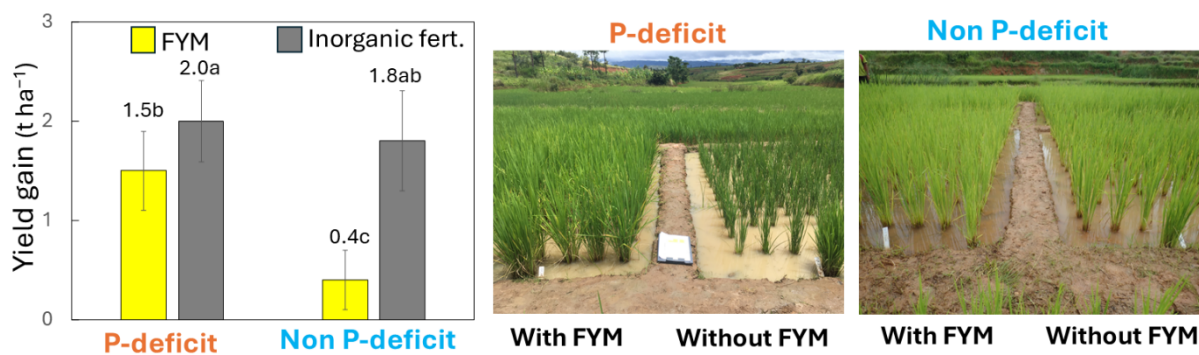 Yield gain (t ha⁻¹)
3
2
1
0
FYM
Inorganic fert.
1.5b
2.0a
0.4c
1.8ab
P-deficit
Non P-deficit
P-deficit
With FYM
Without FYM
Non P-deficit
With FYM
Without FYM